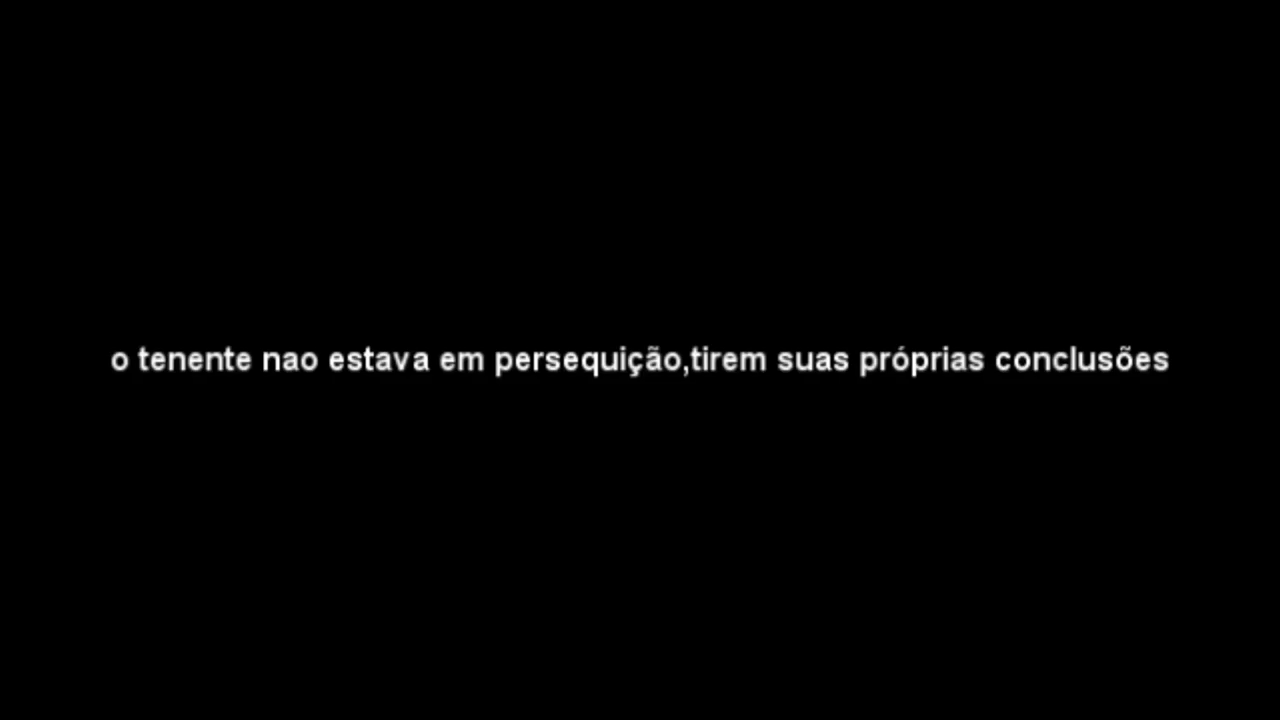 o tenente nao estava em persequição,tirem suas próprias conclusões